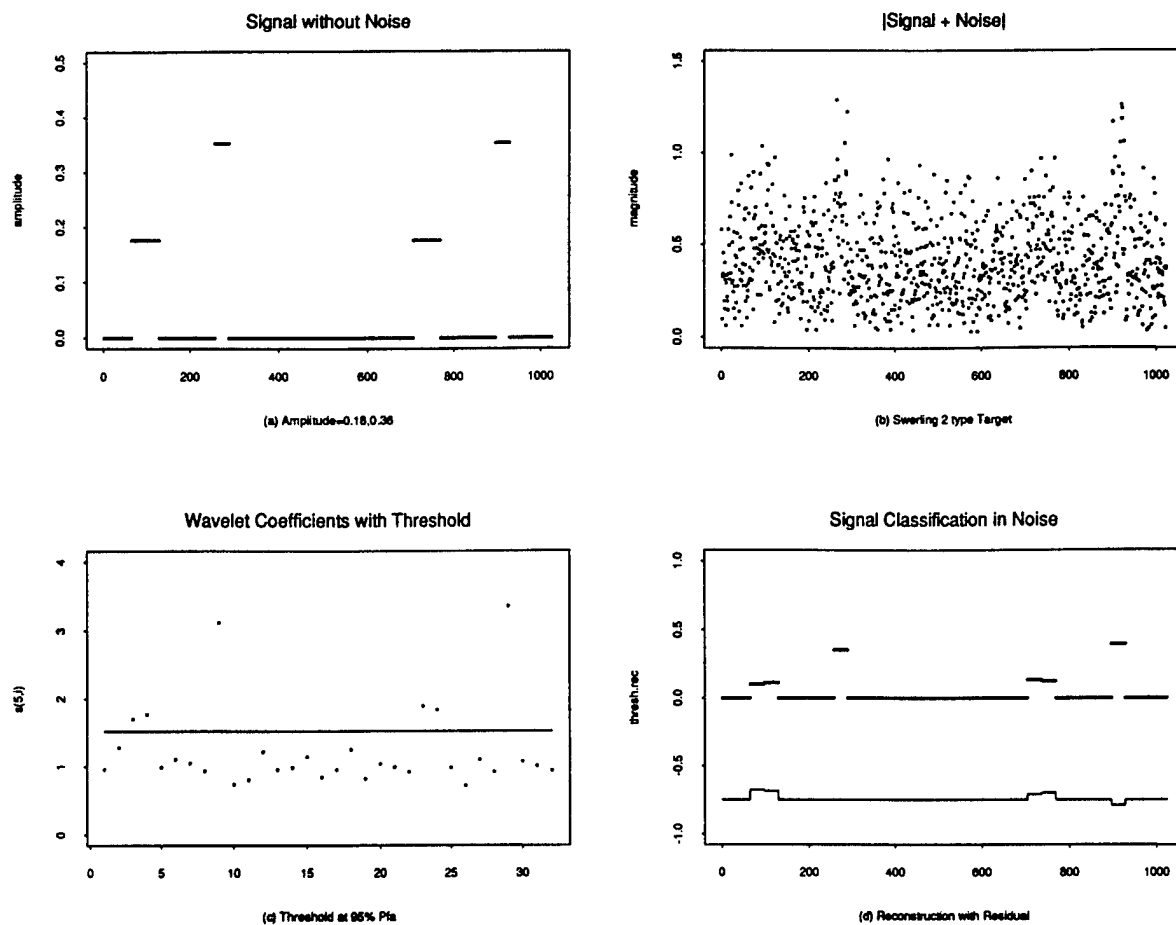 Signal without Noise
amplitude
0.5
0.4
0.3
0.2
0.1
0.0
0 200 400 600 800 1000
(a) Amplitude=0.18,0.36
|Signal + Noise|
magnitude
1.5
1.0
0.5
0.0
0 200 400 600 800 1000
(b) Swerling 2 type Target
Wavelet Coefficients with Threshold
s(5,i)
4
3
2
1
0
0 5 10 15 20 25 30
(c) Threshold at 95% Pfa
Signal Classification in Noise
thresh.rec
1.0
0.5
0.0
-0.5
-1.0
0 200 400 600 800 1000
(d) Reconstruction with Residual